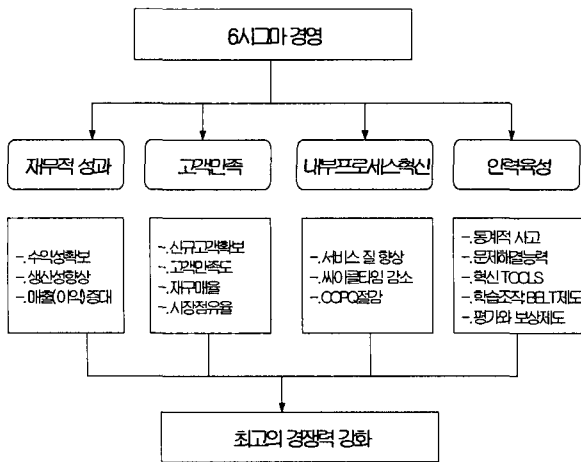 6시그마 경영
재무적 성과
고객만족
내부프로세스혁신
인력육성
-.수익성확보
-.생산성향상
-.매출(이익)증대
-.신규고객확보
-.고객만족도
-.재구매율
-.시장점유율
-.서비스 질 향상
-.싸이클타임 감소
-.COPQ절감
-.통계적 사고
-.문제해결능력
-.혁신 TOOLS
-.학습조직 BELT제도
-.평가와 보상제도
최고의 경쟁력 강화